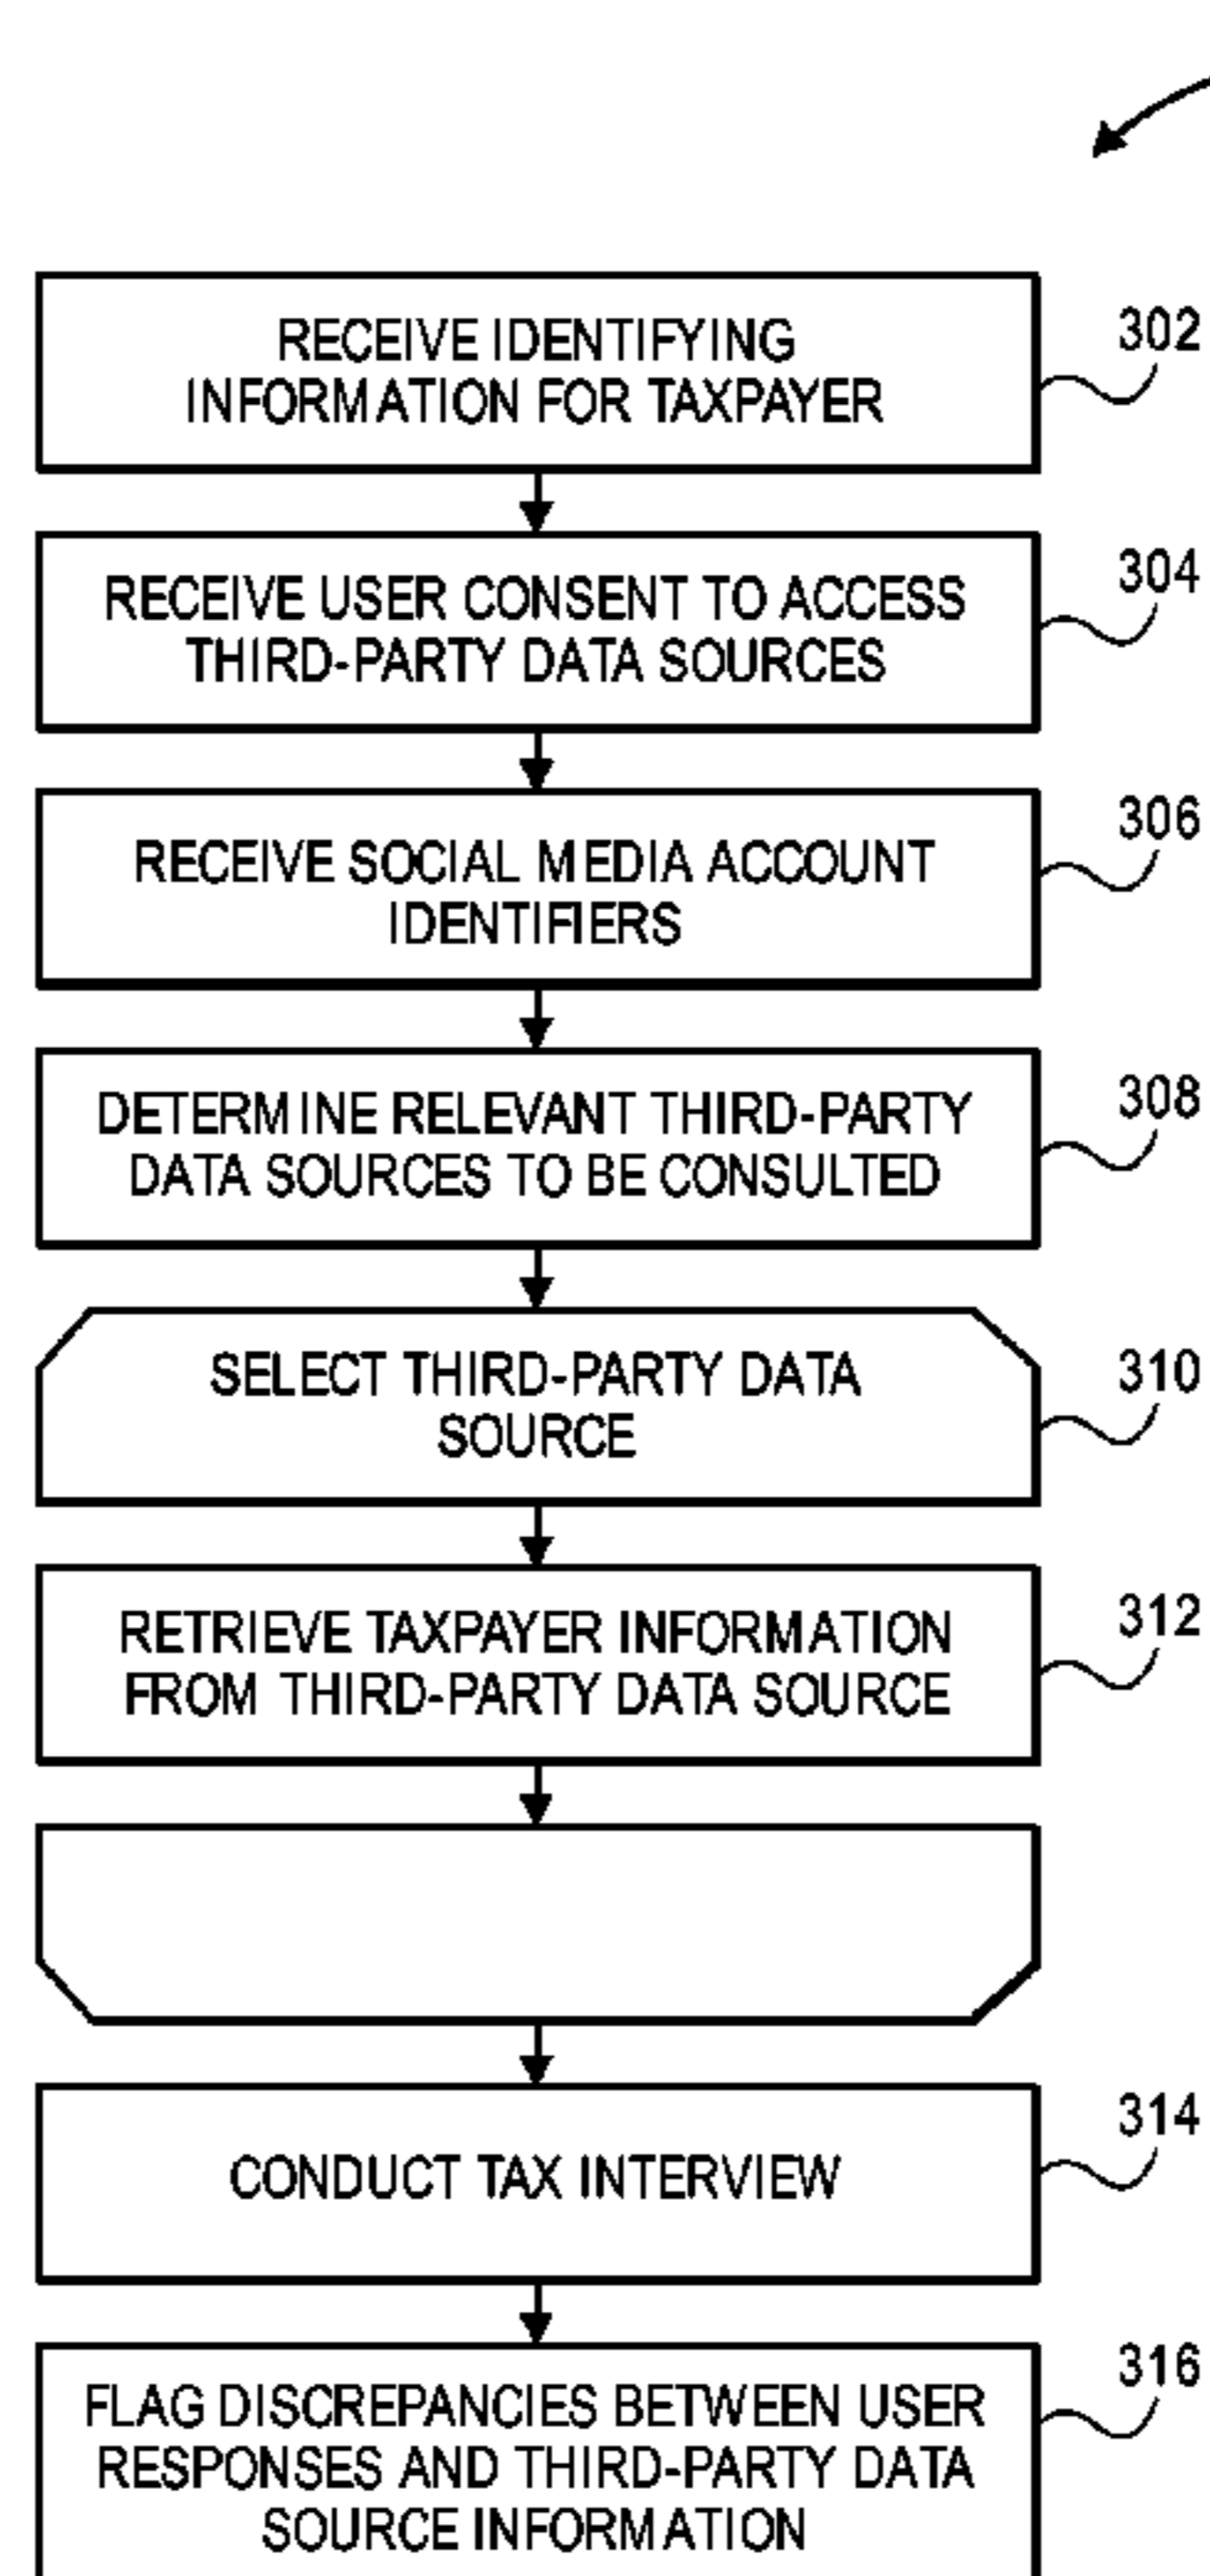 RECEIVE IDENTIFYING
INFORMATION FOR TAXPAYER
302
RECEIVE USER CONSENT TO ACCESS
THIRD-PARTY DATA SOURCES
304
RECEIVE SOCIAL MEDIA ACCOUNT
IDENTIFIERS
306
DETERMINE RELEVANT THIRD-PARTY
DATA SOURCES TO BE CONSULTED
308
SELECT THIRD-PARTY DATA
SOURCE
310
RETRIEVE TAXPAYER INFORMATION
FROM THIRD-PARTY DATA SOURCE
312
CONDUCT TAX INTERVIEW
314
FLAG DISCREPANCIES BETWEEN USER
RESPONSES AND THIRD-PARTY DATA
SOURCE INFORMATION
316